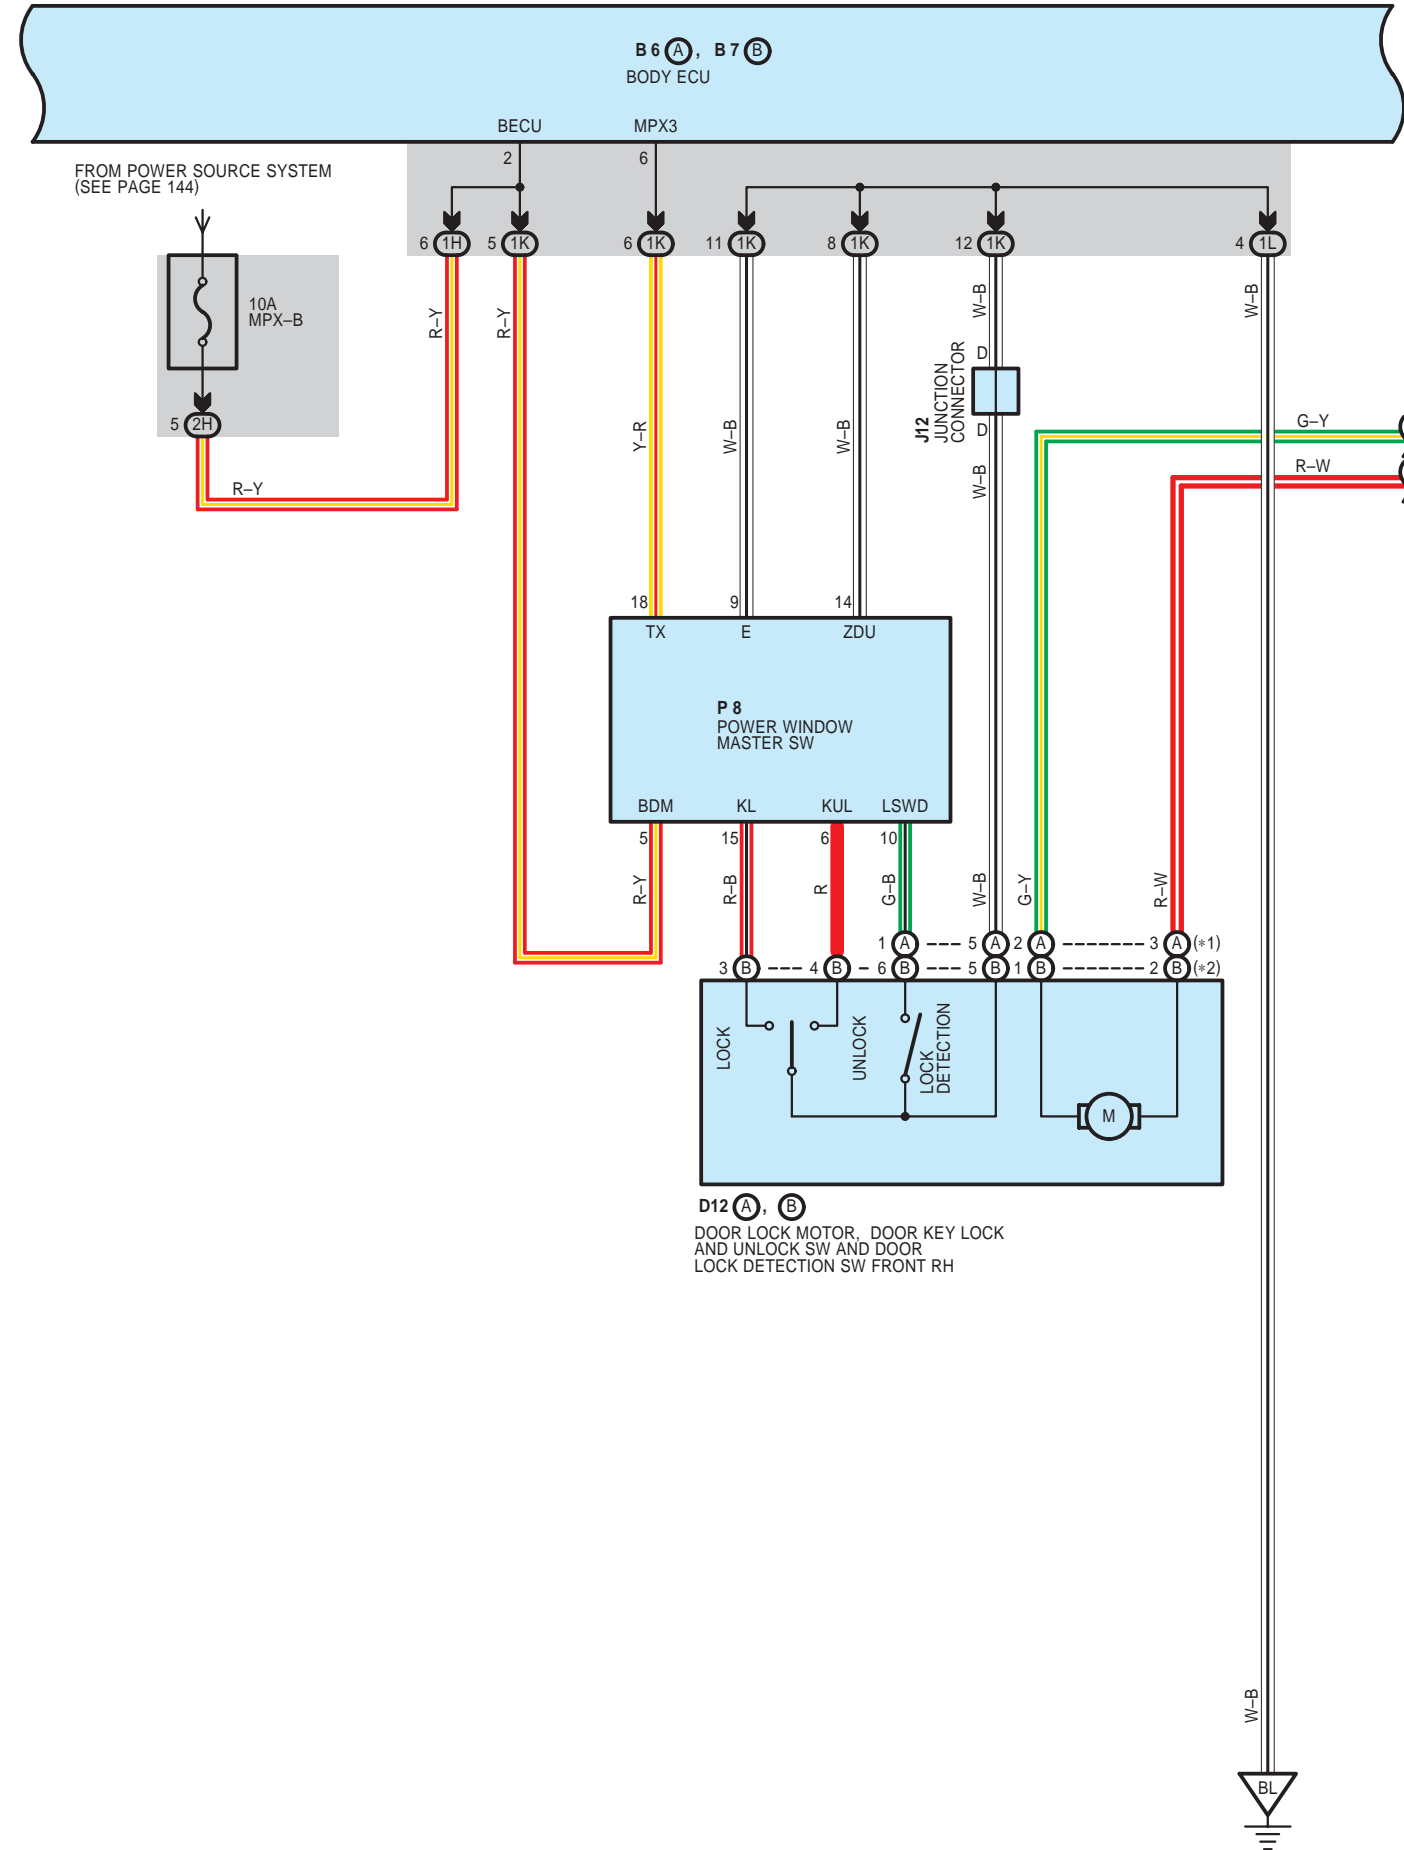 B 6 A , B 7 B
BODY ECU
BECU MPX3
2 6
FROM POWER SOURCE SYSTEM
(SEE PAGE 144)
6 1H 5 1K 6 1K 11 1K 8 1K 12 1K 4 1L
10A
MPX–B
R–Y
R–Y
W–B
W–B
D
J12
JUNCTION
CONNECTOR
D
5 2H
Y–R
W–B
W–B
G–Y
R–W
R–Y
W–B
18 9 14
TX E ZDU
P 8
POWER WINDOW
MASTER SW
BDM KL KUL LSWD
5 15 6 10
R–Y
R–B
R
G–B
W–B
G–Y
R–W
1 A 5 A 2 A 3 A (*1)
3 B 4 B 6 B 5 B 1 B 2 B (*2)
LOCK
UNLOCK
LOCK
DETECTION
M
D12 A , B
DOOR LOCK MOTOR, DOOR KEY LOCK
AND UNLOCK SW AND DOOR
LOCK DETECTION SW FRONT RH
W–B
BL